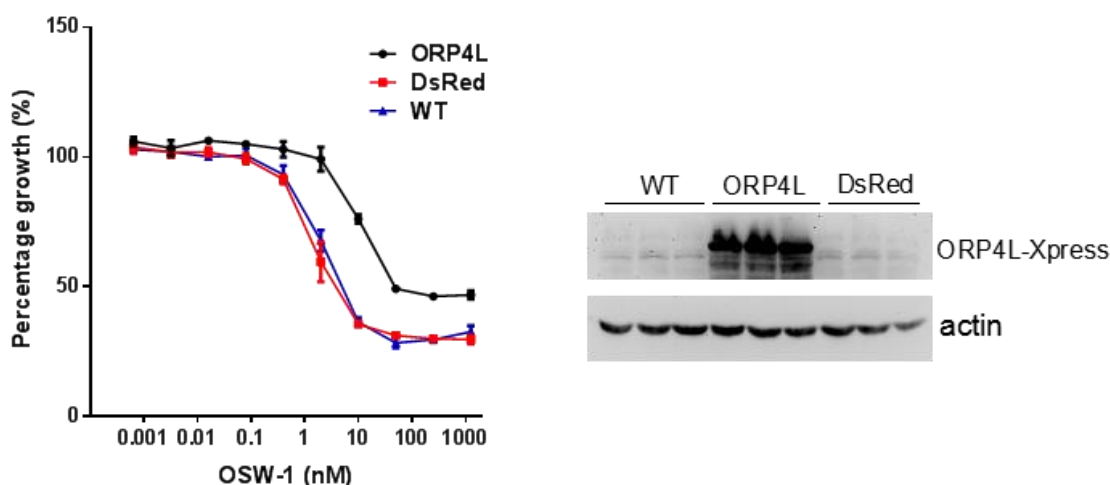 150
100
50
0
Percentage growth (%)
ORP4L
DsRed
WT
0.001 0.01 0.1 1 10 100 1000
OSW-1 (nM)
WT ORP4L DsRed
ORP4L-Xpress
actin